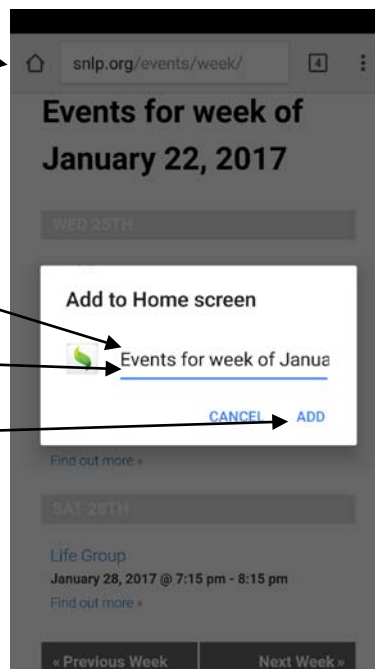 snlp.org/events/week/
4
Events for week of
January 22, 2017
WED 25TH
Add to Home screen
Events for week of Janua
CANCEL ADD
Find out more »
SAT 28TH
Life Group
January 28, 2017 @ 7:15 pm - 8:15 pm
Find out more »
« Previous Week Next Week »